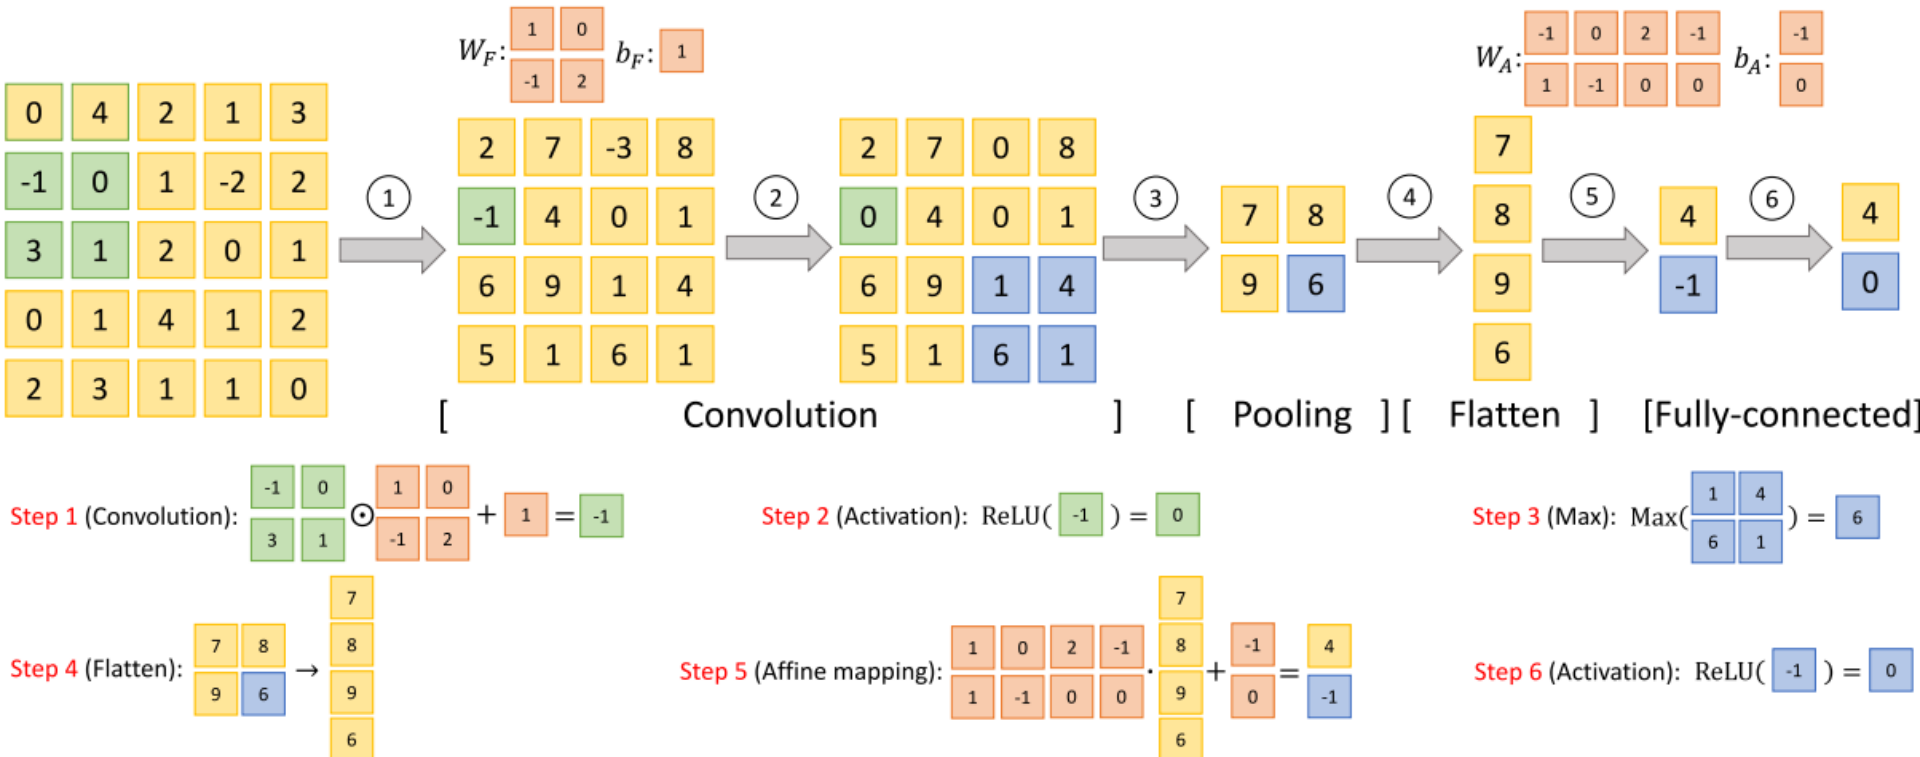 W_F: 1 0 b_F: 1
-1 2
W_A: -1 0 2 -1 b_A: -1
1 -1 0 0 0
0 4 2 1 3
-1 0 1 -2 2
3 1 2 0 1
0 1 4 1 2
2 3 1 1 0
①
2 7 -3 8
-1 4 0 1
6 9 1 4
5 1 6 1
②
2 7 0 8
0 4 0 1
6 9 1 4
5 1 6 1
③
7 8
9 6
④
7
8
9
6
⑤
4
-1
⑥
4
0
[ Convolution ] [ Pooling ] [ Flatten ] [Fully-connected]
Step 1 (Convolution): -1 0 3 1 ⊙ 1 0 -1 2 + 1 = -1
Step 2 (Activation): ReLU( -1 ) = 0
Step 3 (Max): Max( 1 4 6 1 ) = 6
Step 4 (Flatten): 7 8 9 6 → 7 8 9 6
Step 5 (Affine mapping): 1 0 2 -1 1 -1 0 0 · 7 8 9 6 + -1 0 = 4 -1
Step 6 (Activation): ReLU( -1 ) = 0